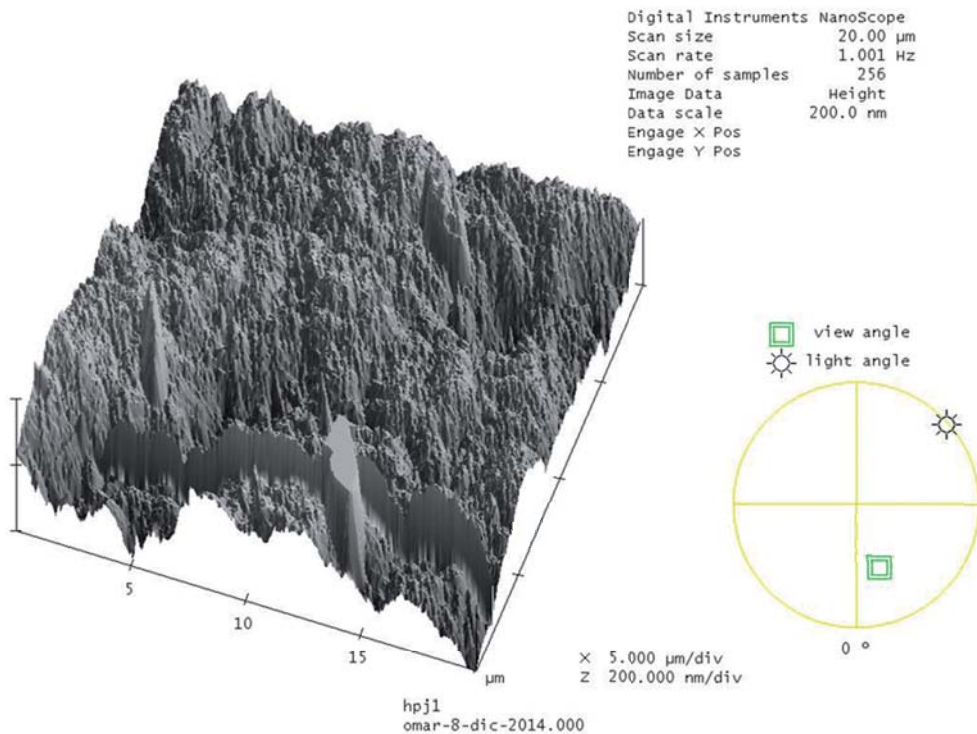 Digital Instruments NanoScope
Scan size 20.00 µm
Scan rate 1.001 Hz
Number of samples 256
Image Data Height
Data scale 200.0 nm
Engage X Pos
Engage Y Pos
view angle
light angle
0 º
5
10
15
µm
X 5.000 µm/div
Z 200.000 nm/div
hpj1
omar-8-dic-2014.000